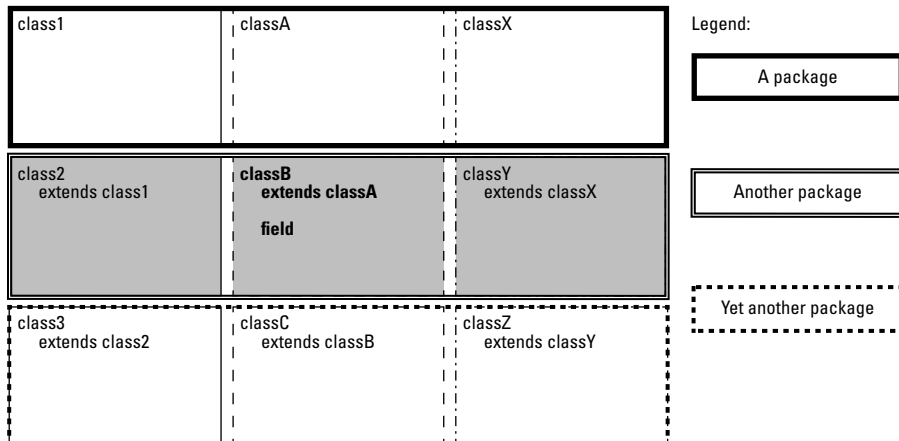 class1
classA
classX
Legend:
A package
class2
extends class1
classB
extends classA
field
classY
extends classX
Another package
class3
extends class2
classC
extends classB
classZ
extends classY
Yet another package